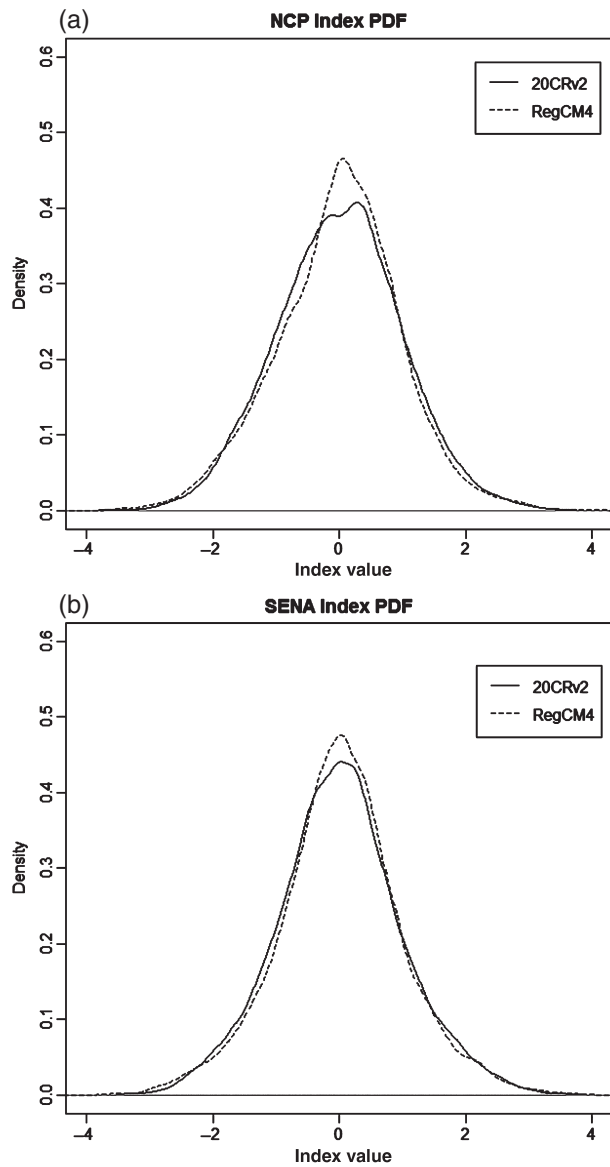 (a)
NCP Index PDF
0.6
0.5
0.4
0.3
0.2
0.1
0.0
Density
20CRv2
RegCM4
–4 –2 0 2 4
Index value
(b)
SENA Index PDF
0.6
0.5
0.4
0.3
0.2
0.1
0.0
Density
20CRv2
RegCM4
–4 –2 0 2 4
Index value